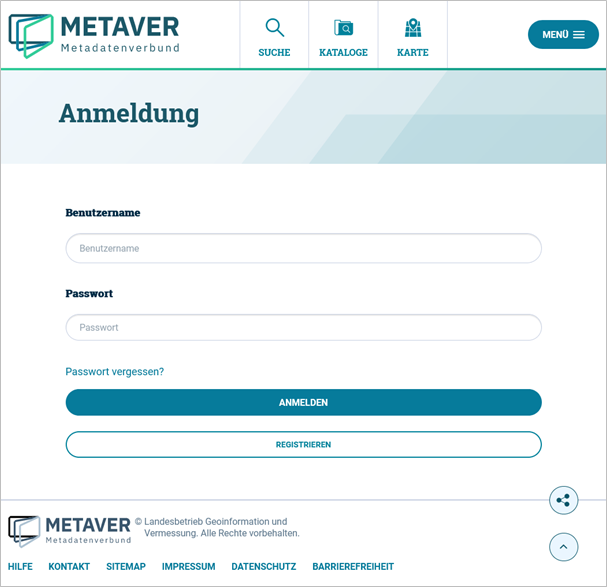 METAVER
Metadatenverbund
SUCHE
KATALOGE
KARTE
MENÜ
Anmeldung
Benutzername
Benutzername
Passwort
Passwort
Passwort vergessen?
ANMELDEN
REGISTRIEREN
METAVER
Metadatenverbund
© Landesbetrieb Geoinformation und
Vermessung. Alle Rechte vorbehalten.
HILFE KONTAKT SITEMAP IMPRESSUM DATENSCHUTZ BARRIEREFREIHEIT